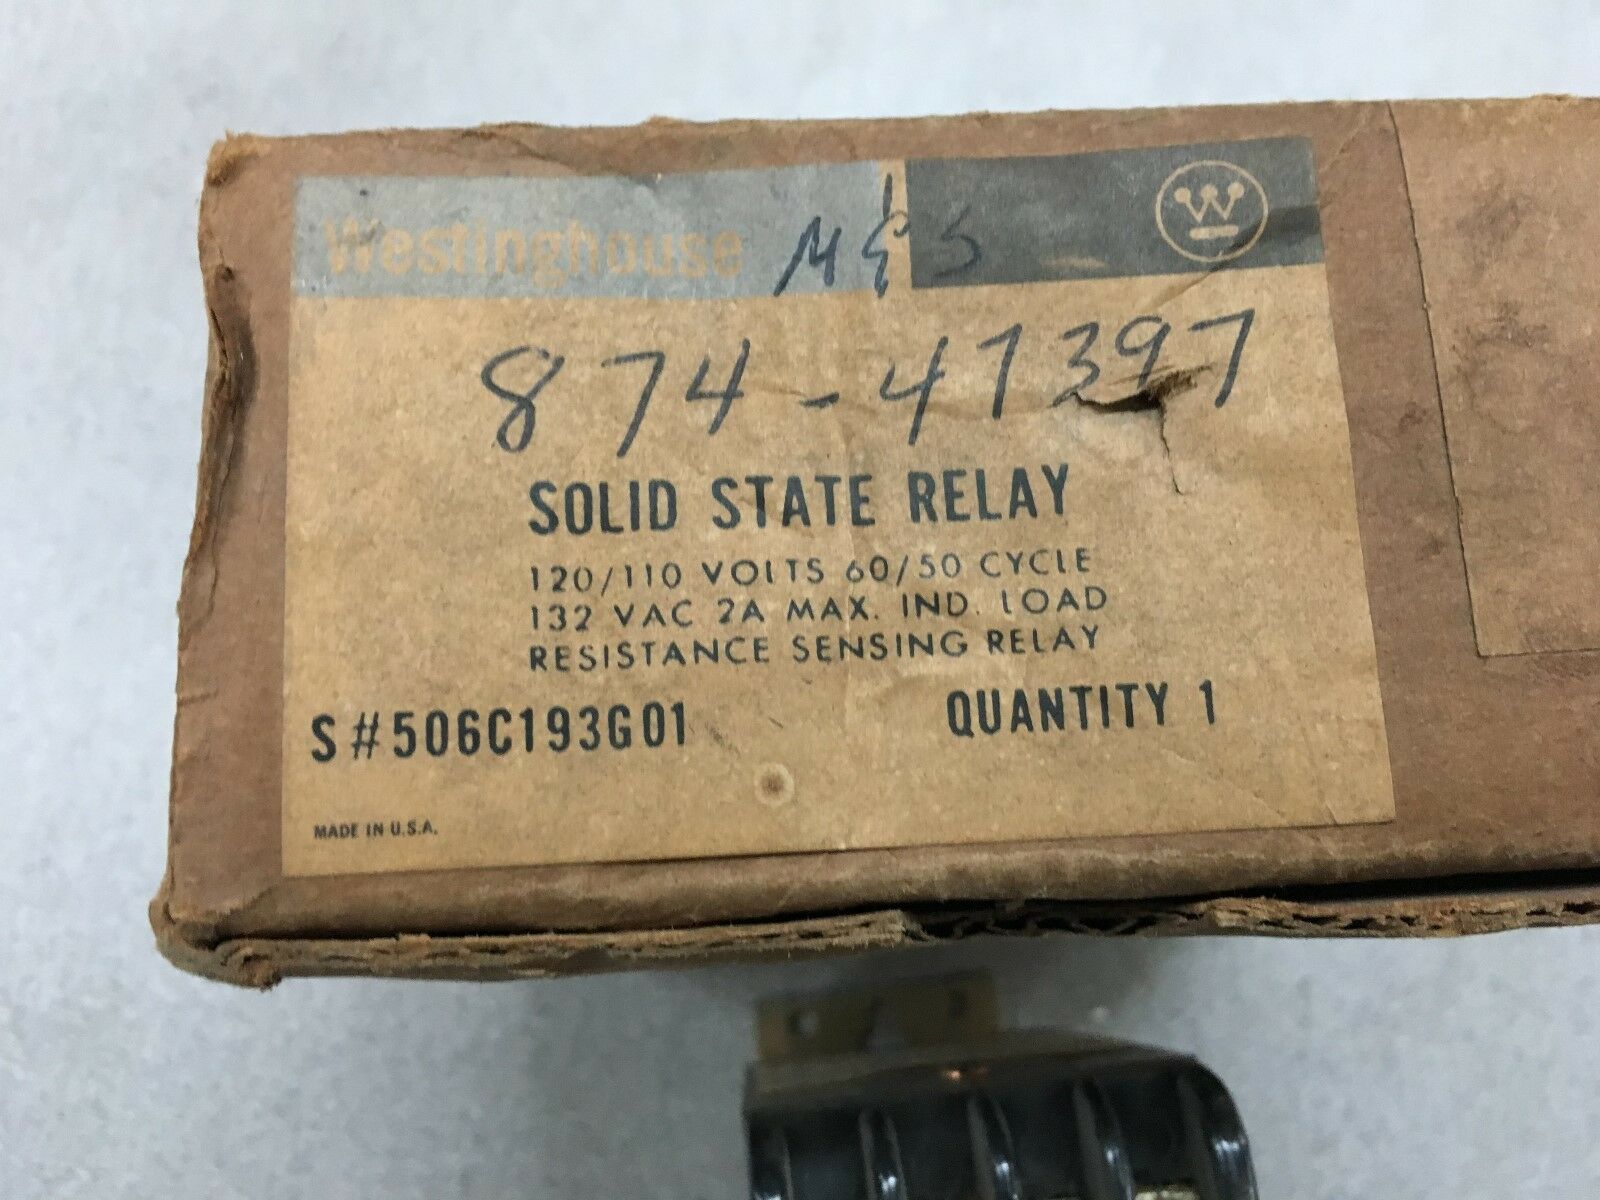 Westinghouse M&S
W
874-47397
SOLID STATE RELAY
120/110 VOLTS 60/50 CYCLE
132 VAC 2A MAX. IND. LOAD
RESISTANCE SENSING RELAY
S#506C193G01 QUANTITY 1
MADE IN U.S.A.